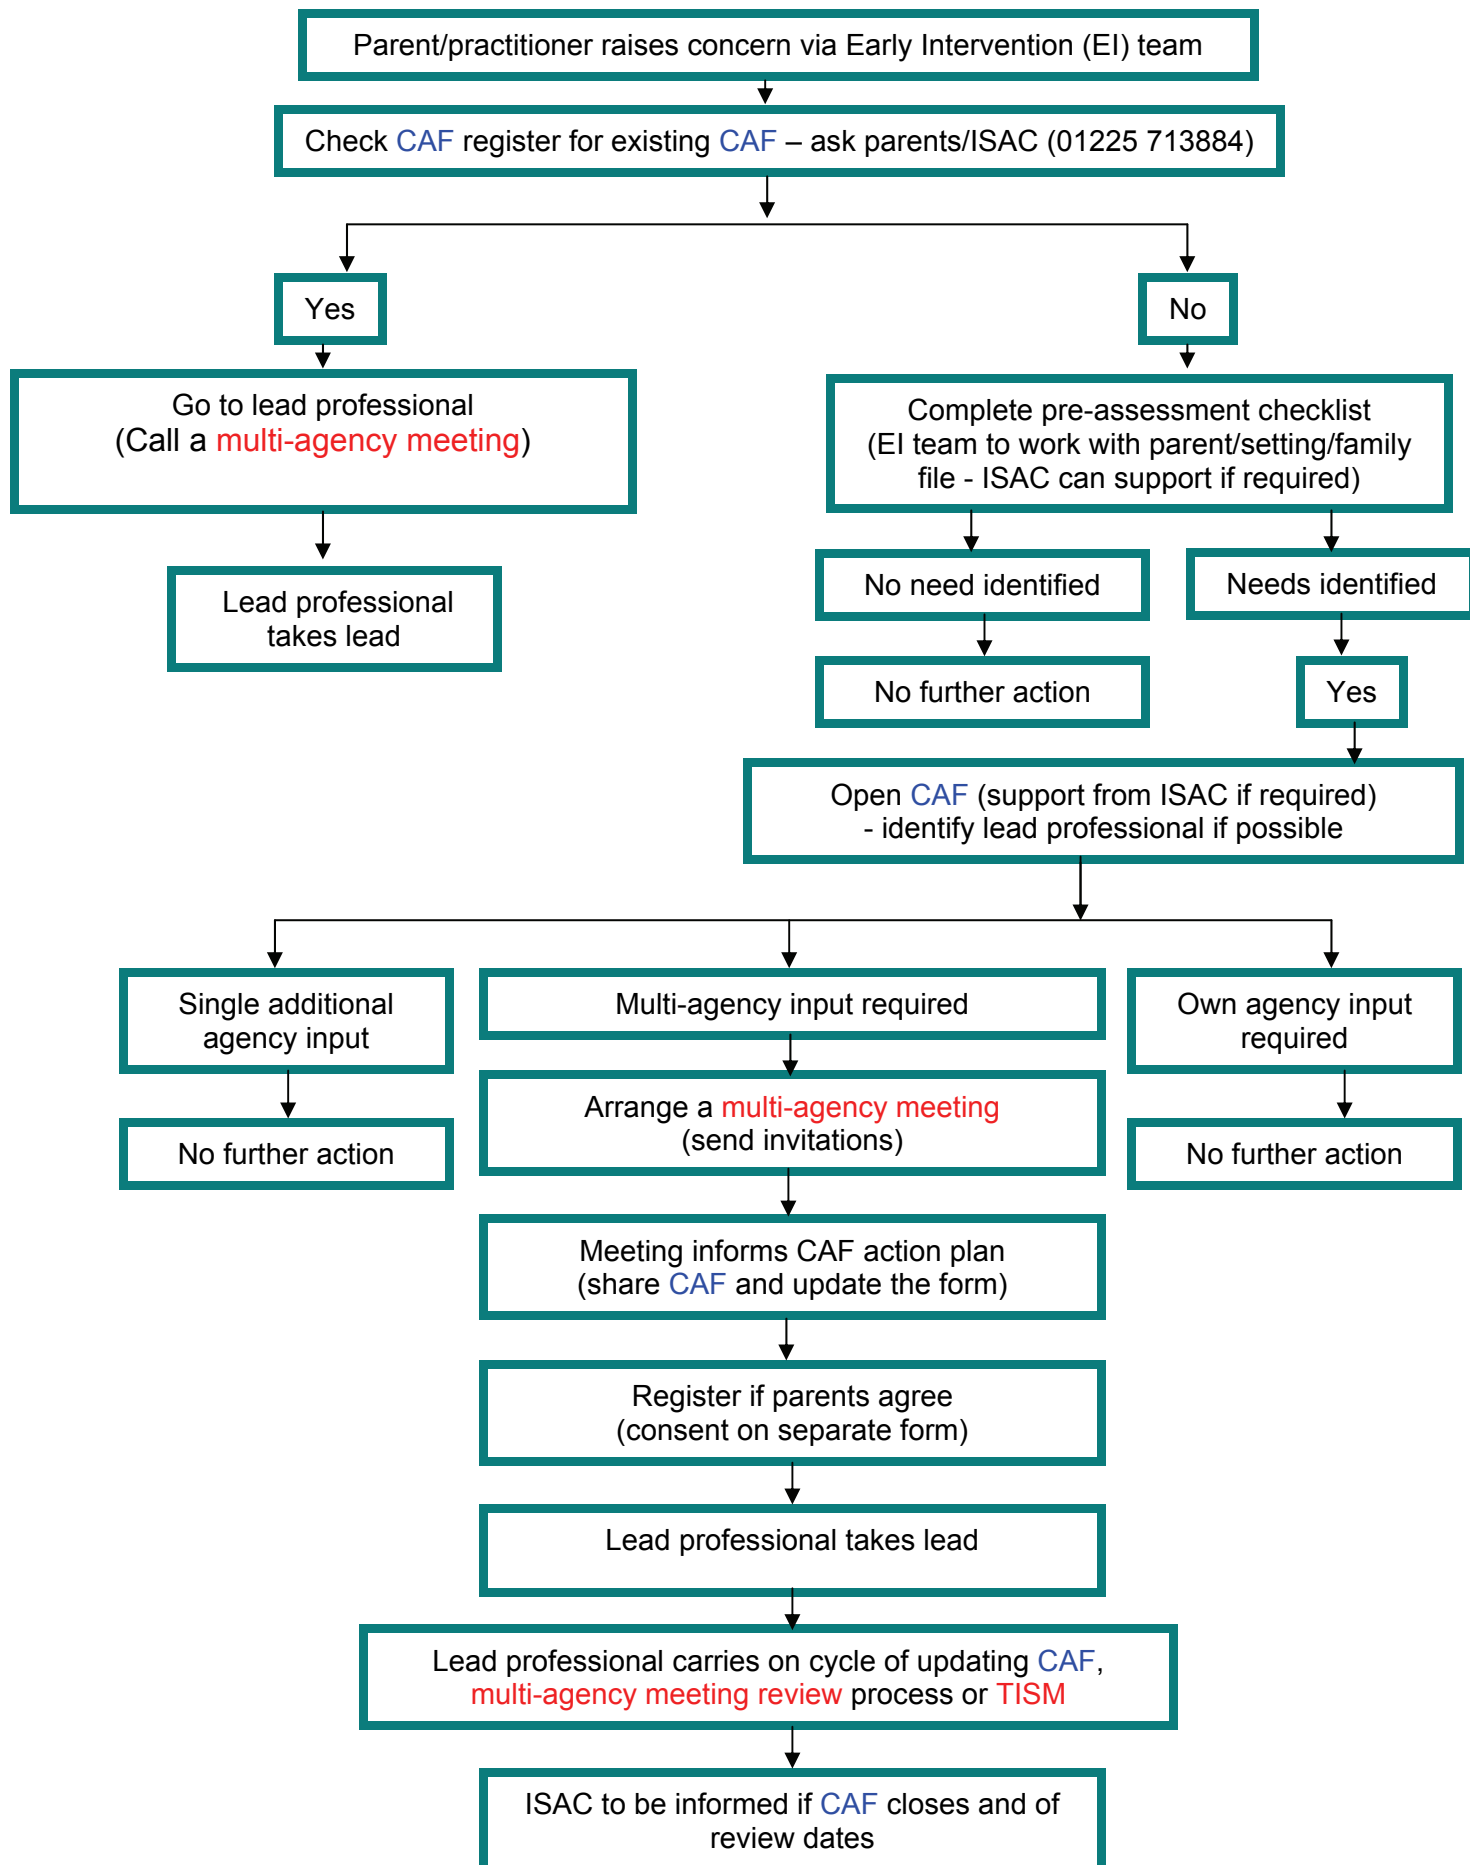 Parent/practitioner raises concern via Early Intervention (EI) team
Check CAF register for existing CAF – ask parents/ISAC (01225 713884)
Yes
No
Go to lead professional
(Call a multi-agency meeting)
Complete pre-assessment checklist
(EI team to work with parent/setting/family
file - ISAC can support if required)
Lead professional
takes lead
No need identified
Needs identified
No further action
Yes
Open CAF (support from ISAC if required)
- identify lead professional if possible
Single additional
agency input
Multi-agency input required
Own agency input
required
No further action
Arrange a multi-agency meeting
(send invitations)
No further action
Meeting informs CAF action plan
(share CAF and update the form)
Register if parents agree
(consent on separate form)
Lead professional takes lead
Lead professional carries on cycle of updating CAF,
multi-agency meeting review process or TISM
ISAC to be informed if CAF closes and of
review dates